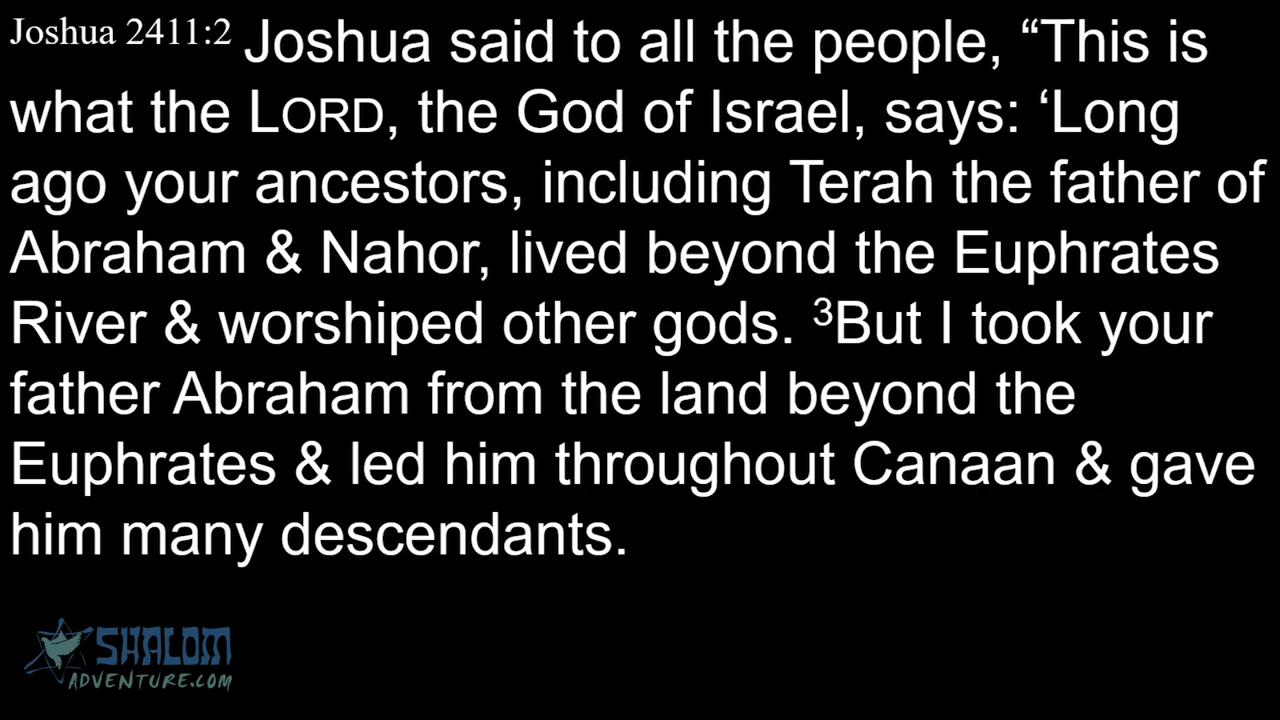 Joshua 2411:2 Joshua said to all the people, “This is
what the LORD, the God of Israel, says: ‘Long
ago your ancestors, including Terah the father of
Abraham & Nahor, lived beyond the Euphrates
River & worshiped other gods. ³But I took your
father Abraham from the land beyond the
Euphrates & led him throughout Canaan & gave
him many descendants.
SHALOM
ADVENTURE.COM